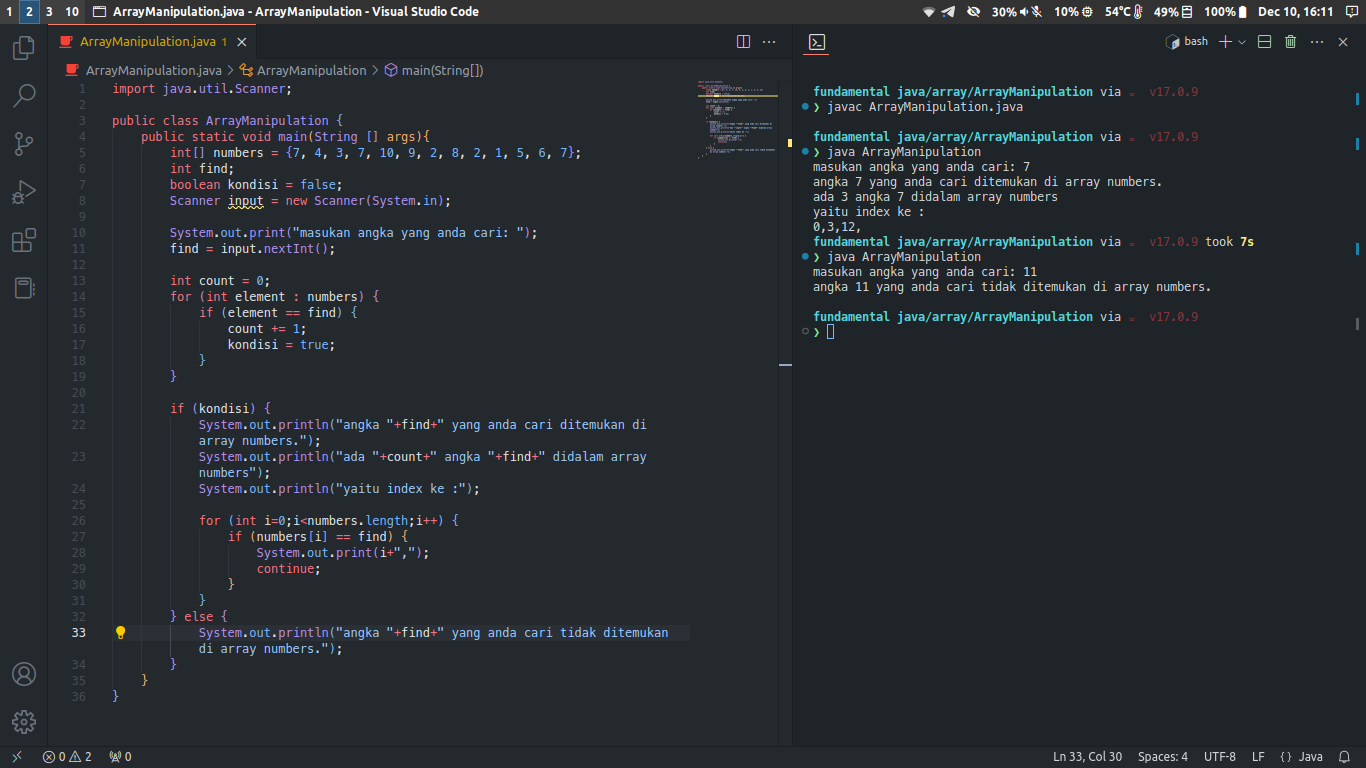 1 2 3 10 ArrayManipulation.java - ArrayManipulation - Visual Studio Code 30% 10% 54°C 49% 100% Dec 10, 16:11
ArrayManipulation.java 1
ArrayManipulation.java > ArrayManipulation > main(String[])
1 import java.util.Scanner;
2
3 public class ArrayManipulation {
4 public static void main(String [] args){
5 int[] numbers = {7, 4, 3, 7, 10, 9, 2, 8, 2, 1, 5, 6, 7};
6 int find;
7 boolean kondisi = false;
8 Scanner input = new Scanner(System.in);
9
10 System.out.print("masukan angka yang anda cari: ");
11 find = input.nextInt();
12
13 int count = 0;
14 for (int element : numbers) {
15 if (element == find) {
16 count += 1;
17 kondisi = true;
18 }
19 }
20
21 if (kondisi) {
22 System.out.println("angka "+find+" yang anda cari ditemukan di
array numbers.");
23 System.out.println("ada "+count+" angka "+find+" didalam array
numbers");
24 System.out.println("yaitu index ke :");
25
26 for (int i=0;i<numbers.length;i++) {
27 if (numbers[i] == find) {
28 System.out.print(i+",");
29 continue;
30 }
31 }
32 } else {
33 System.out.println("angka "+find+" yang anda cari tidak ditemukan
di array numbers.");
34 }
35 }
36 }
bash
fundamental java/array/ArrayManipulation via v17.0.9
❯ javac ArrayManipulation.java
fundamental java/array/ArrayManipulation via v17.0.9
❯ java ArrayManipulation
masukan angka yang anda cari: 7
angka 7 yang anda cari ditemukan di array numbers.
ada 3 angka 7 didalam array numbers
yaitu index ke :
0,3,12,
fundamental java/array/ArrayManipulation via v17.0.9 took 7s
❯ java ArrayManipulation
masukan angka yang anda cari: 11
angka 11 yang anda cari tidak ditemukan di array numbers.
fundamental java/array/ArrayManipulation via v17.0.9
❯
0 2 0 Ln 33, Col 30 Spaces: 4 UTF-8 LF {} Java